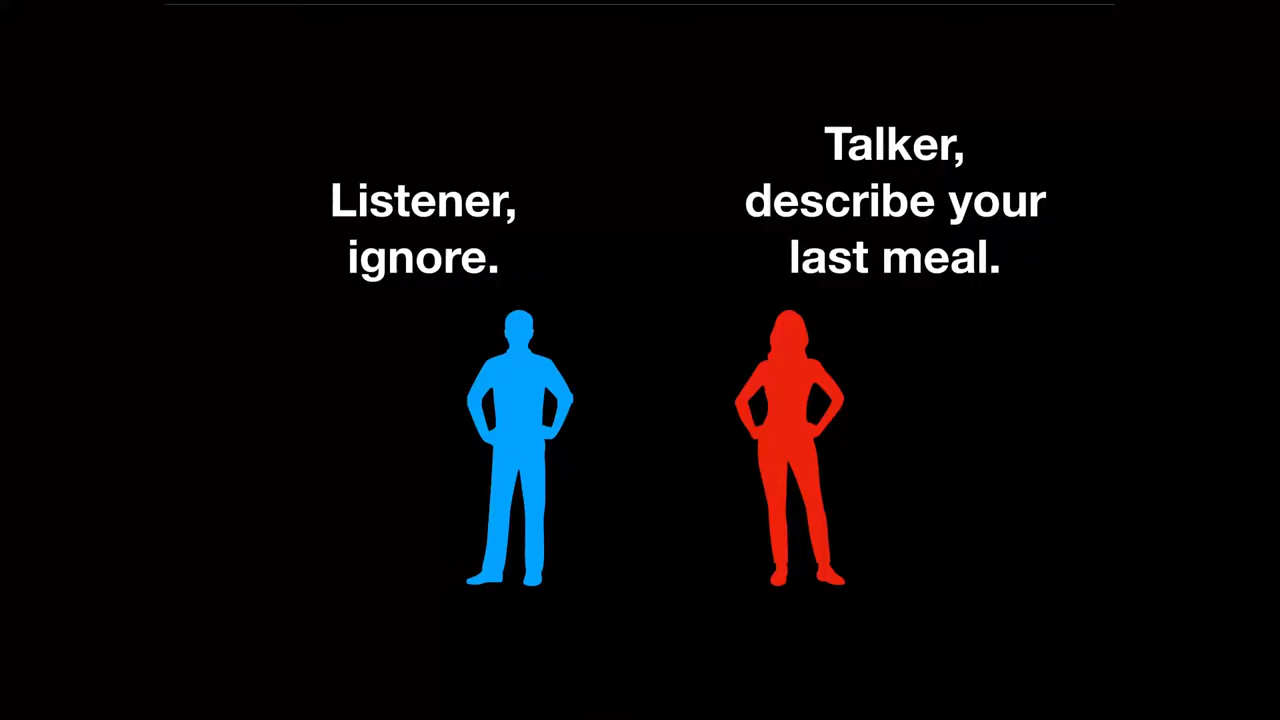 Listener,
ignore.
Talker,
describe your
last meal.